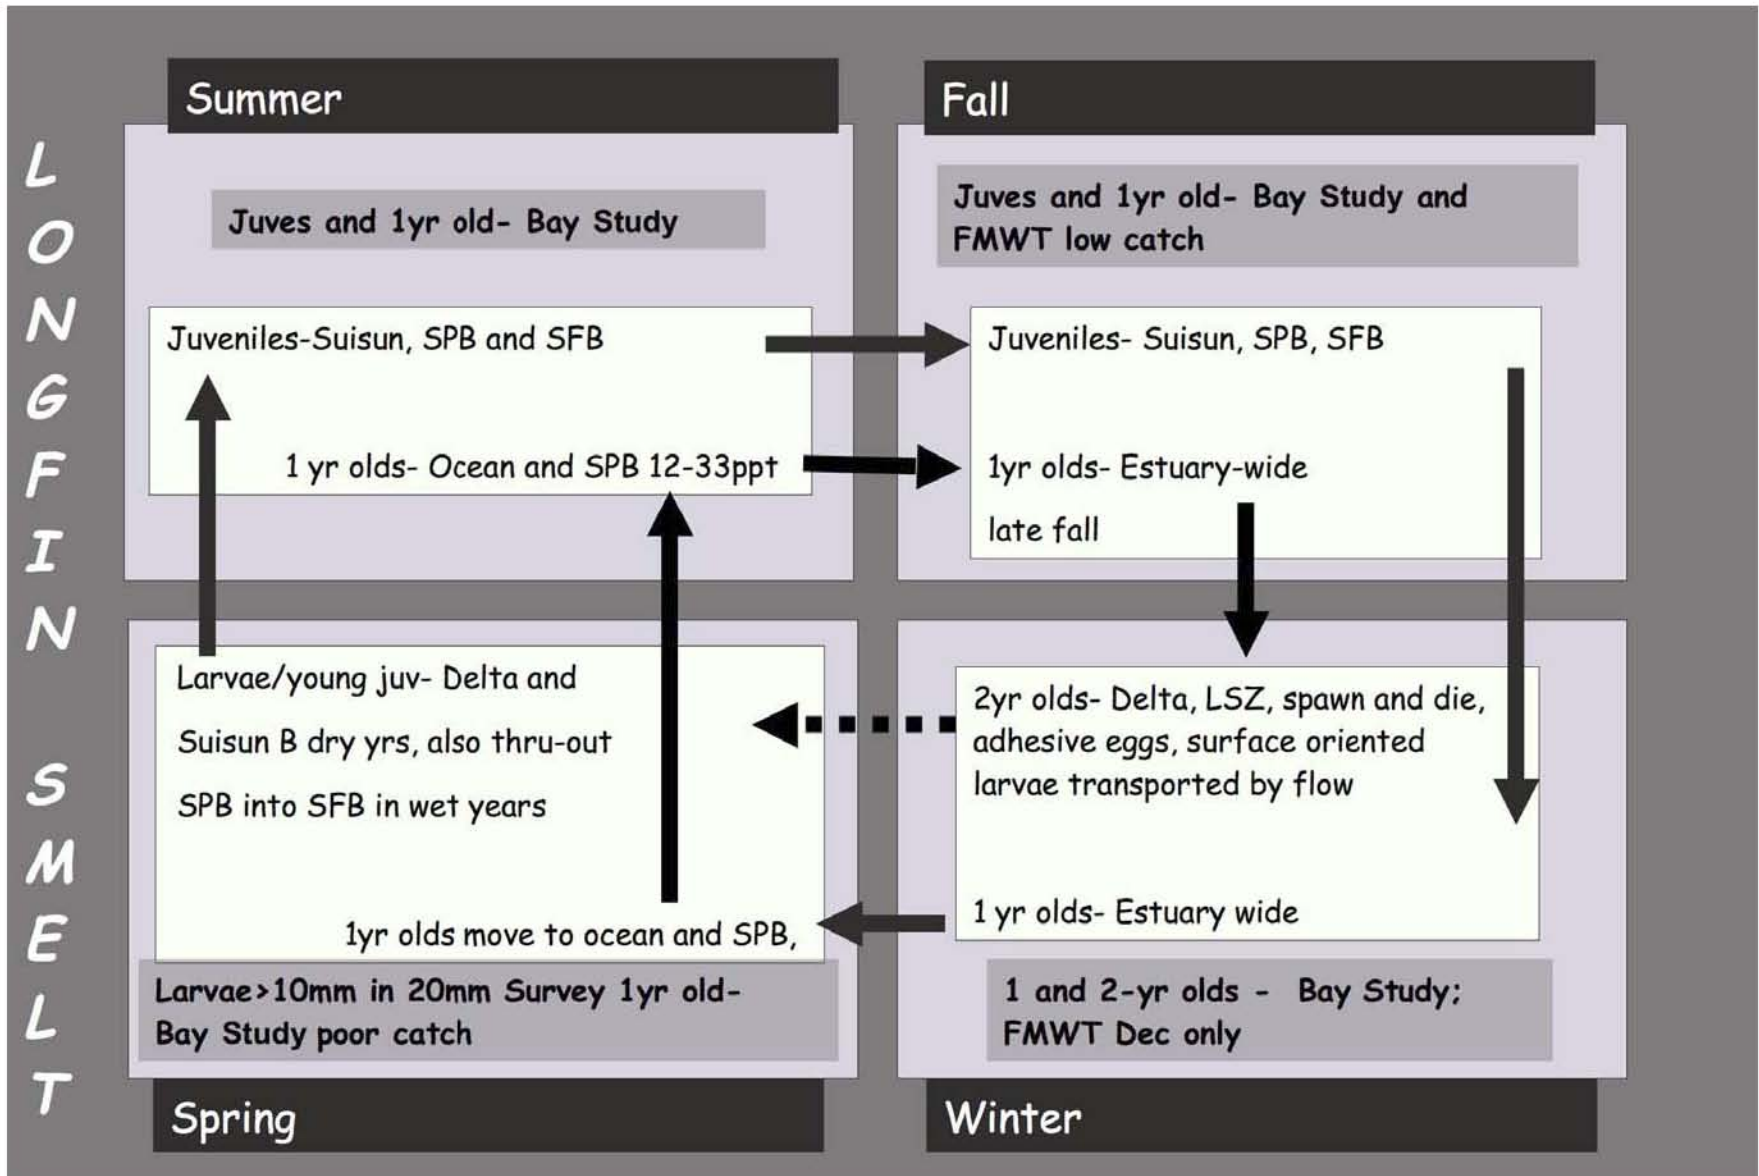 LONGFIN SMELT
Summer
Juves and 1yr old- Bay Study
Juveniles-Suisun, SPB and SFB
1 yr olds- Ocean and SPB 12-33ppt
Fall
Juves and 1yr old- Bay Study and
FMWT low catch
Juveniles- Suisun, SPB, SFB
1yr olds- Estuary-wide
late fall
Larvae/young juv- Delta and
Suisun B dry yrs, also thru-out
SPB into SFB in wet years
1yr olds move to ocean and SPB,
Larvae>10mm in 20mm Survey 1yr old-
Bay Study poor catch
Spring
2yr olds- Delta, LSZ, spawn and die,
adhesive eggs, surface oriented
larvae transported by flow
1 yr olds- Estuary wide
1 and 2-yr olds - Bay Study;
FMWT Dec only
Winter